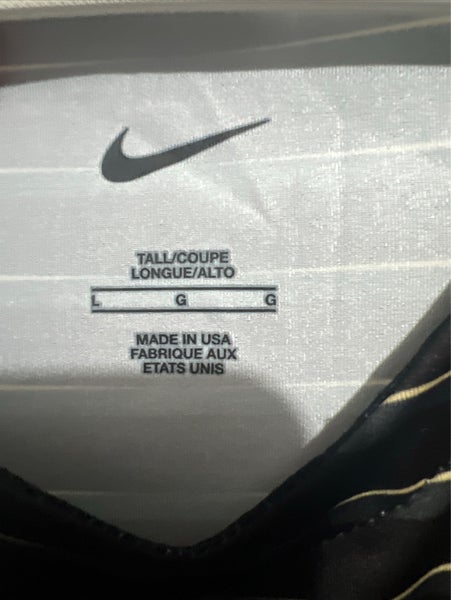 TALL/COUPE
LONGUE/ALTO
L G G
MADE IN USA
FABRIQUE AUX
ETATS UNIS